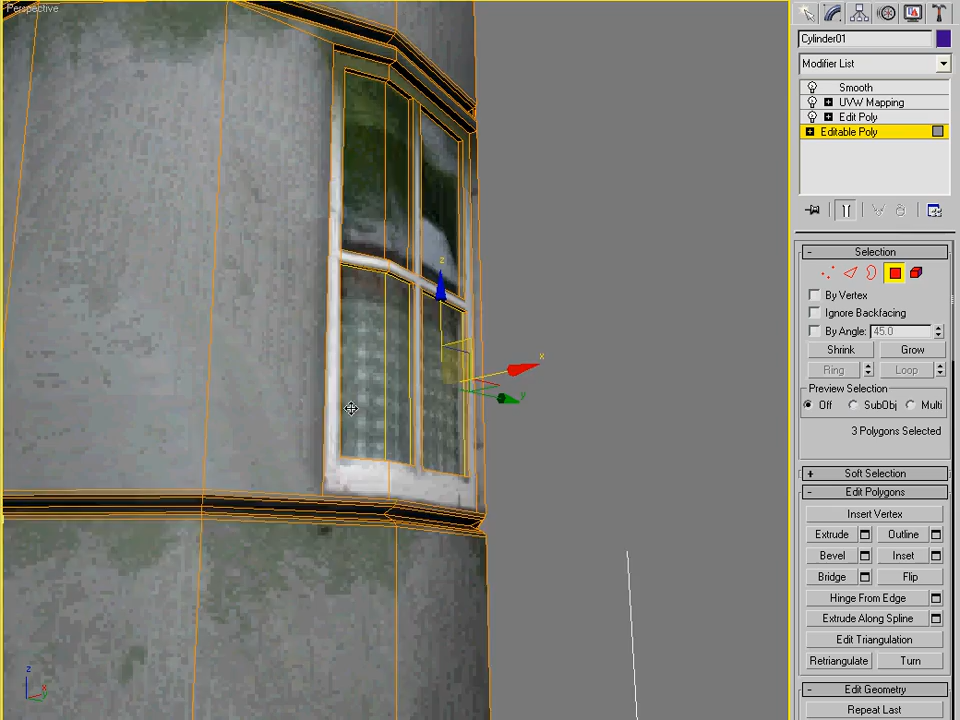 Perspective
Cylinder01
Modifier List
Smooth
UVW Mapping
Edit Poly
Editable Poly
- Selection
By Vertex
Ignore Backfacing
By Angle: 45.0
Shrink Grow
Ring Loop
Preview Selection
Off SubObj Multi
3 Polygons Selected
+ Soft Selection
- Edit Polygons
Insert Vertex
Extrude Outline
Bevel Inset
Bridge Flip
Hinge From Edge
Extrude Along Spline
Edit Triangulation
Retriangulate Turn
- Edit Geometry
Repeat Last
z
x
y
z
x
y